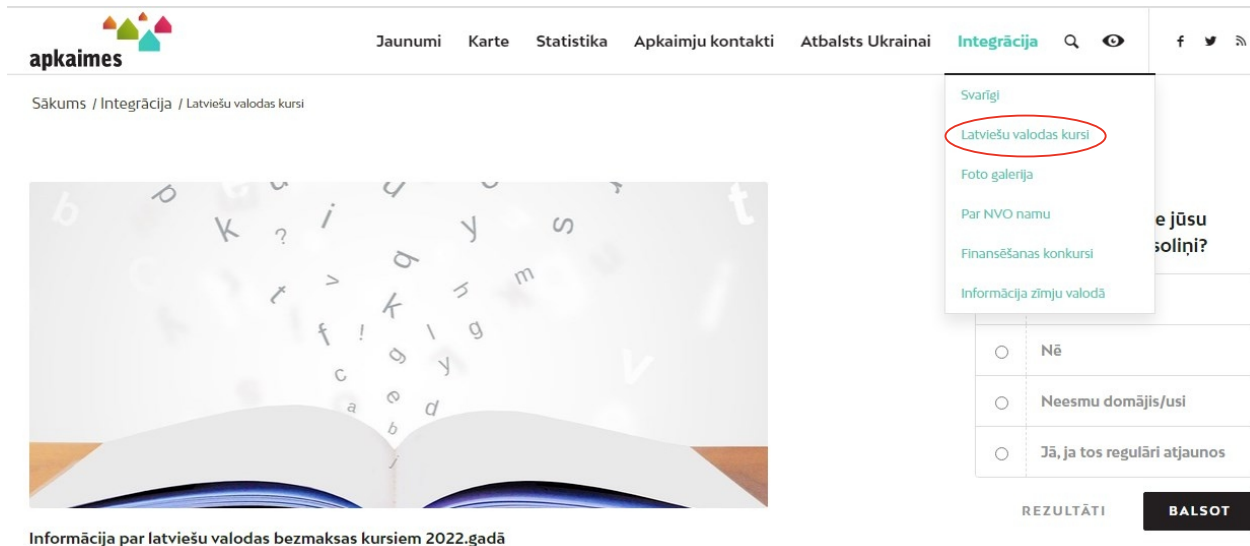 apkaimes
Jaunumi Karte Statistika Apkaimju kontakti Atbalsts Ukrainai Integrācija
Sākums / Integrācija / Latviešu valodas kursi
Svarīgi
Latviešu valodas kursi
Foto galerija
Par NVO namu
Finansēšanas konkursi
Informācija zīmju valodā
e jūsu
soliņi?
Nē
Neesmu domājis/usi
Jā, ja tos regulāri atjaunos
REZULTĀTI BALSOT
Informācija par latviešu valodas bezmaksas kursiem 2022.gadā